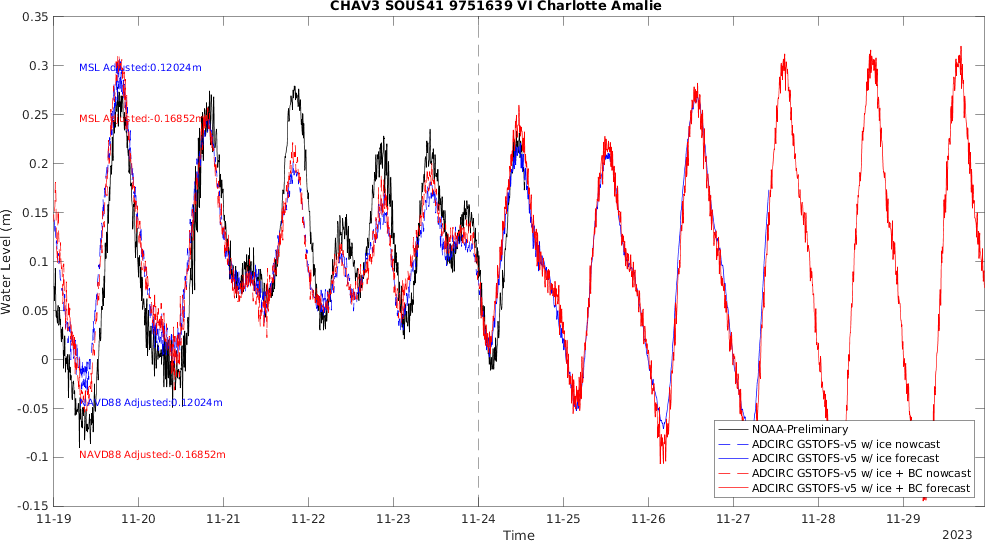 CHAV3 SOUS41 9751639 VI Charlotte Amalie
0.35
0.3
0.25
0.2
0.15
0.1
0.05
0
-0.05
-0.1
-0.15
Water Level (m)
MSL Adjusted:0.12024m
MSL Adjusted:-0.16852m
NAVD88 Adjusted:0.12024m
NAVD88 Adjusted:-0.16852m
NOAA-Preliminary
ADCIRC GSTOFS-v5 w/ ice nowcast
ADCIRC GSTOFS-v5 w/ ice forecast
ADCIRC GSTOFS-v5 w/ ice + BC nowcast
ADCIRC GSTOFS-v5 w/ ice + BC forecast
11-19 11-20 11-21 11-22 11-23 11-24 11-25 11-26 11-27 11-28 11-29
Time
2023